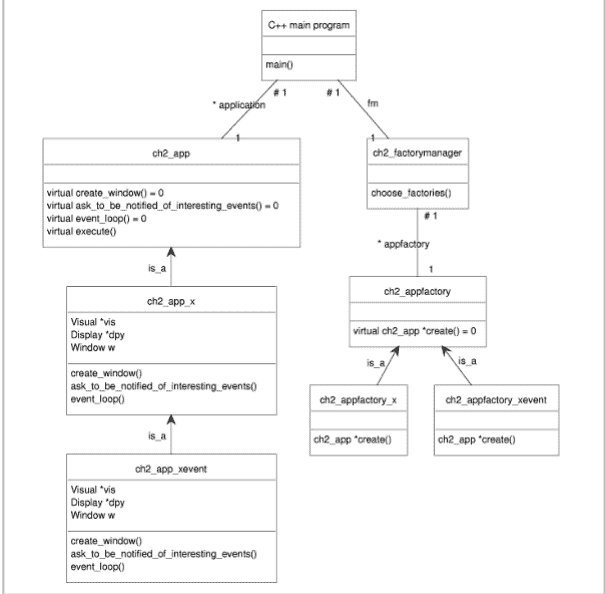 C++ main program
main()
# 1
# 1
* application
fm
1
1
ch2_app
virtual create_window() = 0
virtual ask_to_be_notified_of_interesting_events() = 0
virtual event_loop() = 0
virtual execute()
ch2_factorymanager
choose_factories()
# 1
* appfactory
1
is_a
ch2_app_x
Visual *vis
Display *dpy
Window w
create_window()
ask_to_be_notified_of_interesting_events()
event_loop()
ch2_appfactory
virtual ch2_app *create() = 0
is_a
is_a
ch2_appfactory_x
ch2_app *create()
ch2_appfactory_xevent
ch2_app *create()
is_a
ch2_app_xevent
Visual *vis
Display *dpy
Window w
create_window()
ask_to_be_notified_of_interesting_events()
event_loop()